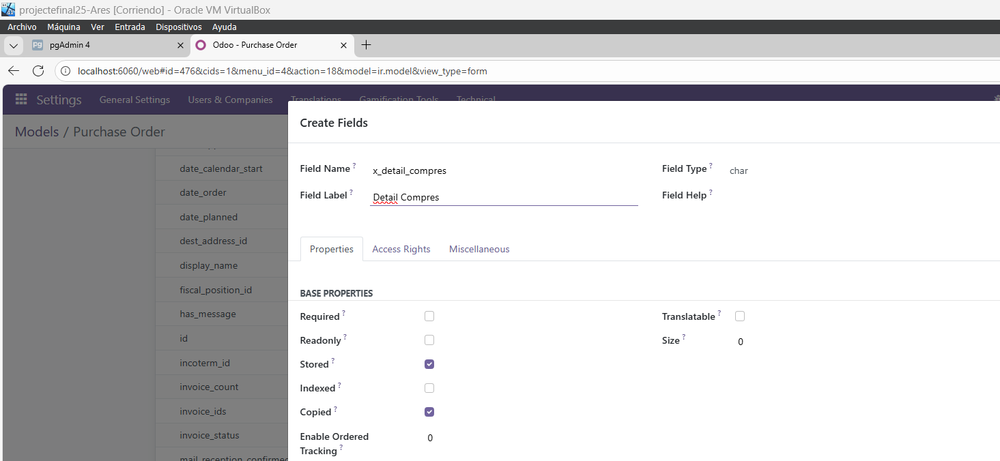 projectefinal25-Ares [Corriendo] - Oracle VM VirtualBox
Archivo Máquina Ver Entrada Dispositivos Ayuda
pgAdmin 4 Odoo - Purchase Order
localhost:6060/web#id=476&cids=1&menu_id=4&action=18&model=ir.model&view_type=form
Settings General Settings Users & Companies Translations Gamification Tools Technical
Models / Purchase Order
Create Fields
Field Name ? x_detail_compres
Field Type ? char
Field Label ? Detail Compres
Field Help ?
Properties Access Rights Miscellaneous
BASE PROPERTIES
Required ?
Translatable ?
Readonly ?
Size ? 0
Stored ?
Indexed ?
Copied ?
Enable Ordered
Tracking ? 0
date_calendar_start
date_order
date_planned
dest_address_id
display_name
fiscal_position_id
has_message
id
incoterm_id
invoice_count
invoice_ids
invoice_status
mail_reception_confirmed